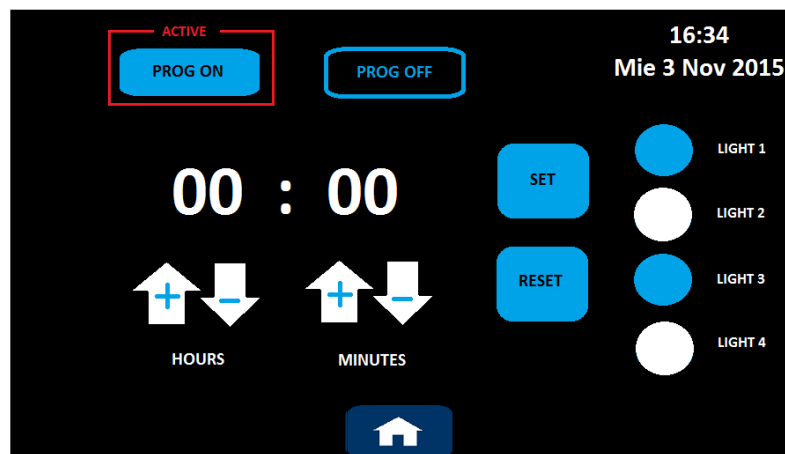 ACTIVE
PROG ON
PROG OFF
16:34
Mie 3 Nov 2015
00 : 00
+ - + -
HOURS
MINUTES
SET
RESET
LIGHT 1
LIGHT 2
LIGHT 3
LIGHT 4